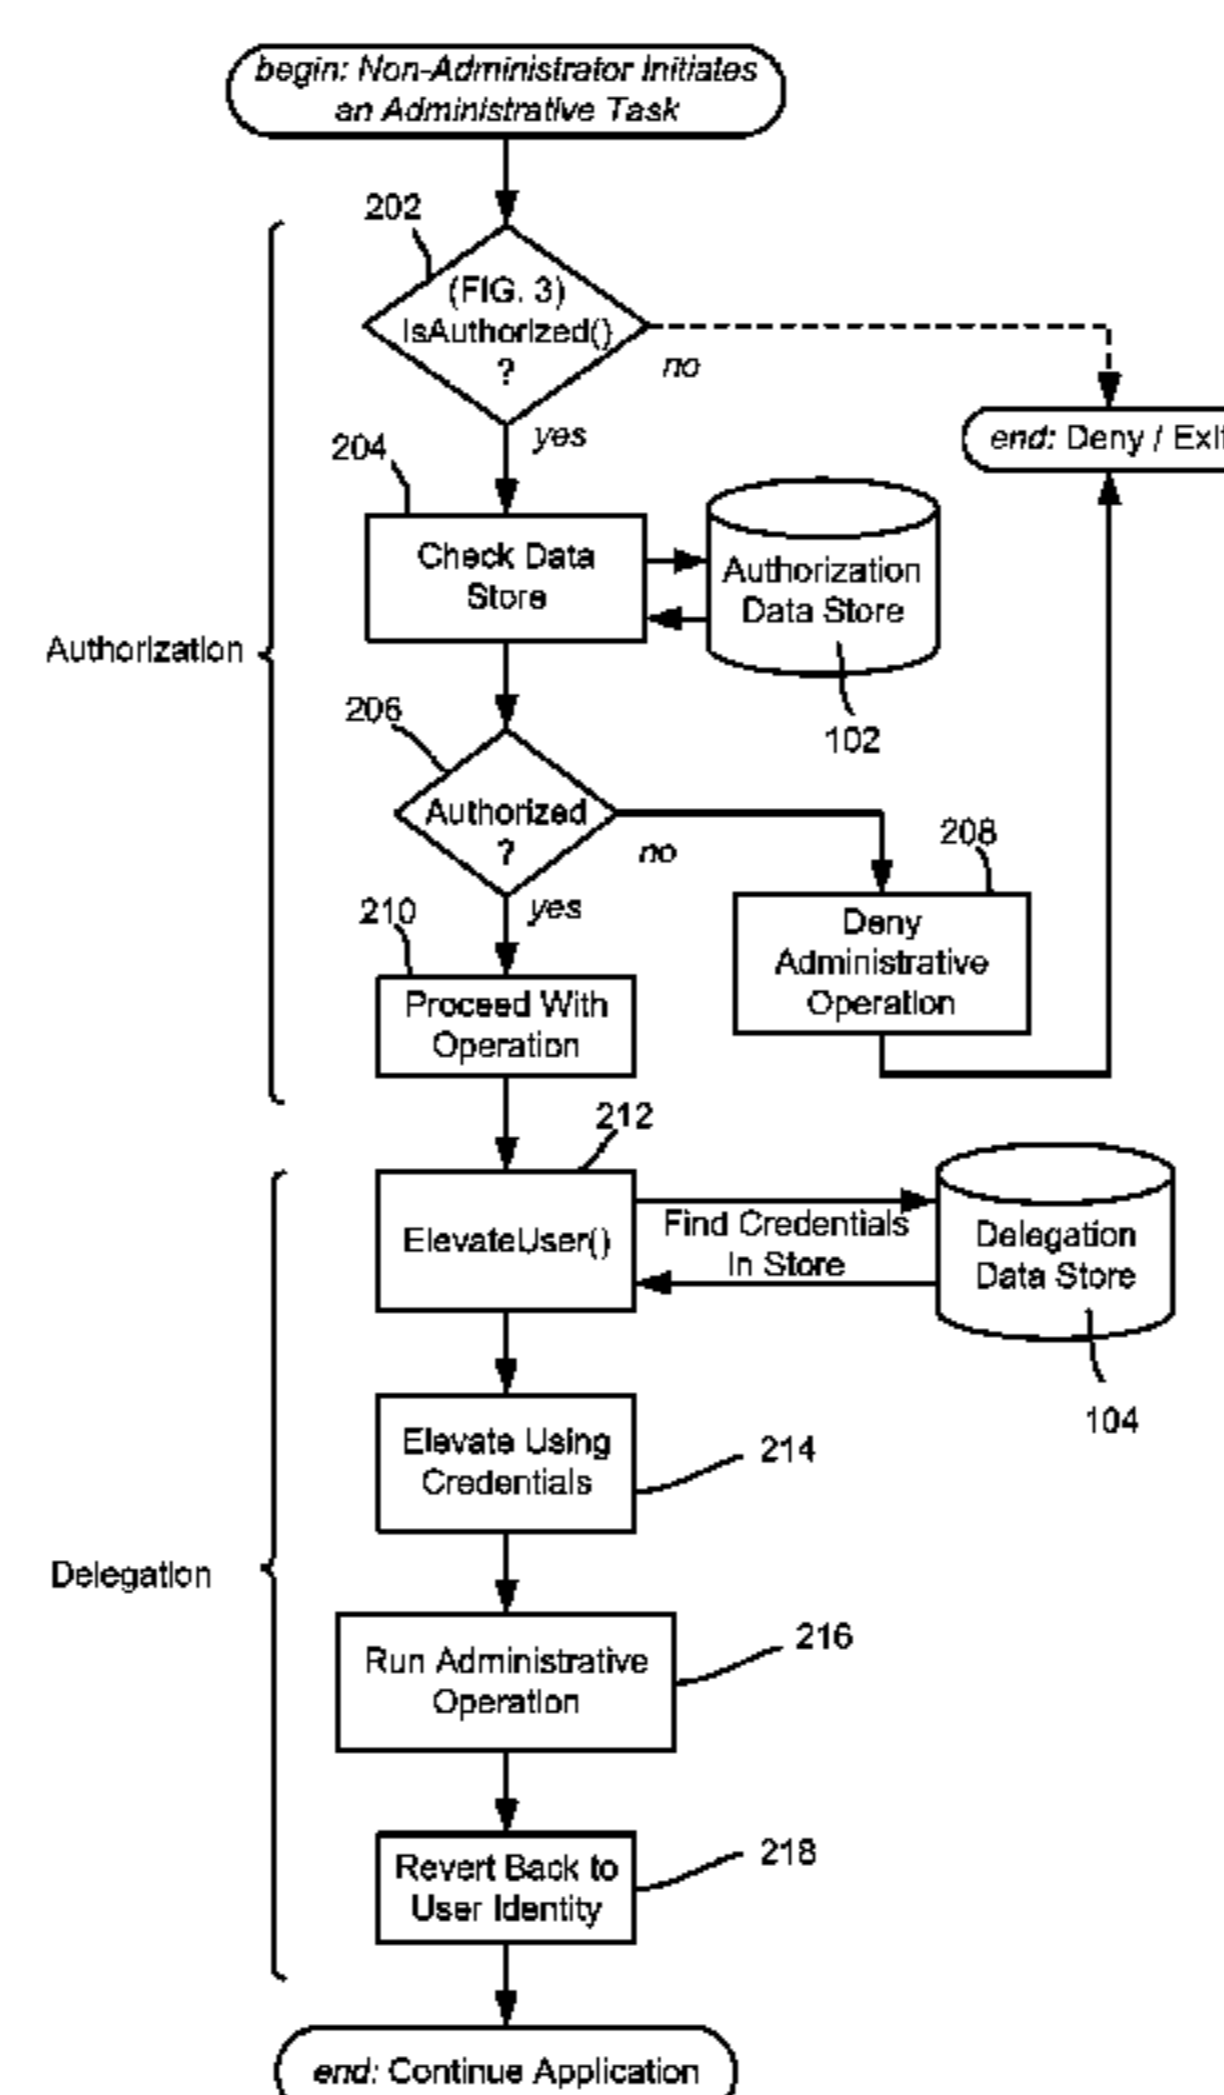 begin: Non-Administrator Initiates
an Administrative Task
202
(FIG. 3)
IsAuthorized()
?
no
yes
end: Deny / Exit
204
Check Data
Store
Authorization
Data Store
102
Authorization
206
Authorized
?
no
yes
208
Deny
Administrative
Operation
210
Proceed With
Operation
212
ElevateUser()
Find Credentials
In Store
Delegation
Data Store
104
Elevate Using
Credentials
214
Delegation
Run Administrative
Operation
216
Revert Back to
User Identity
218
end: Continue Application